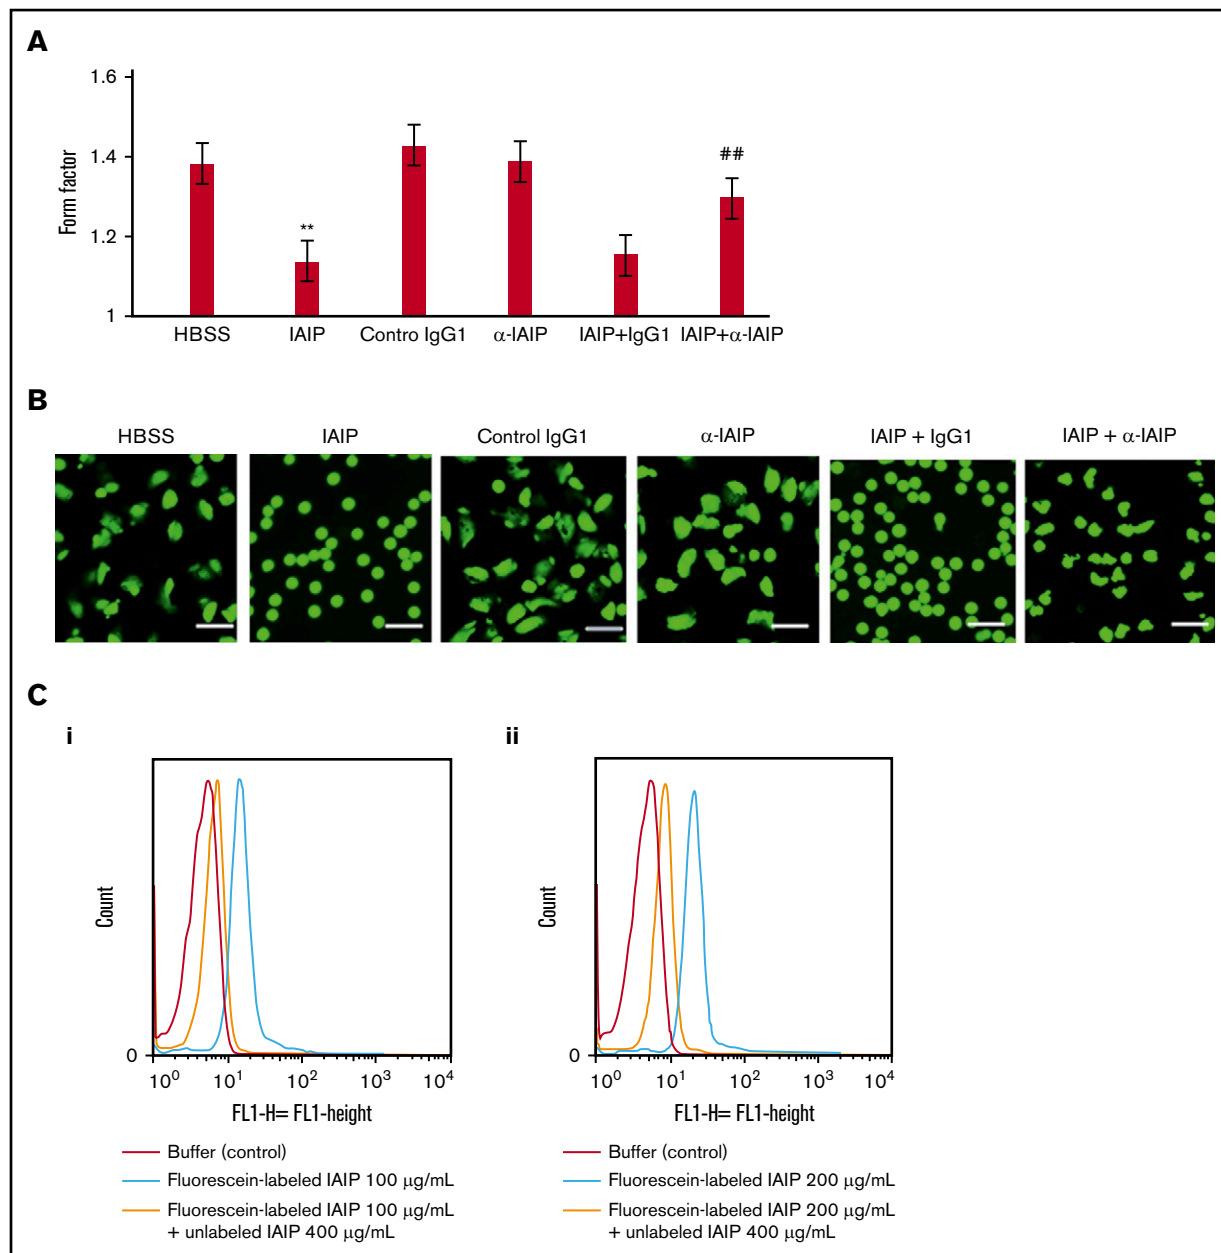 A
1.6
1.4
1.2
1
Form factor
**
##
HBSS IAIP Contro IgG1 α-IAIP IAIP+IgG1 IAIP+α-IAIP
B
HBSS IAIP Control IgG1 α-IAIP IAIP + IgG1 IAIP + α-IAIP
C
i
Count
0
10⁰ 10¹ 10² 10³ 10⁴
FL1-H= FL1-height
Buffer (control)
Fluorescein-labeled IAIP 100 μg/mL
Fluorescein-labeled IAIP 100 μg/mL
+ unlabeled IAIP 400 μg/mL
ii
Count
0
10⁰ 10¹ 10² 10³ 10⁴
FL1-H= FL1-height
Buffer (control)
Fluorescein-labeled IAIP 200 μg/mL
Fluorescein-labeled IAIP 200 μg/mL
+ unlabeled IAIP 400 μg/mL